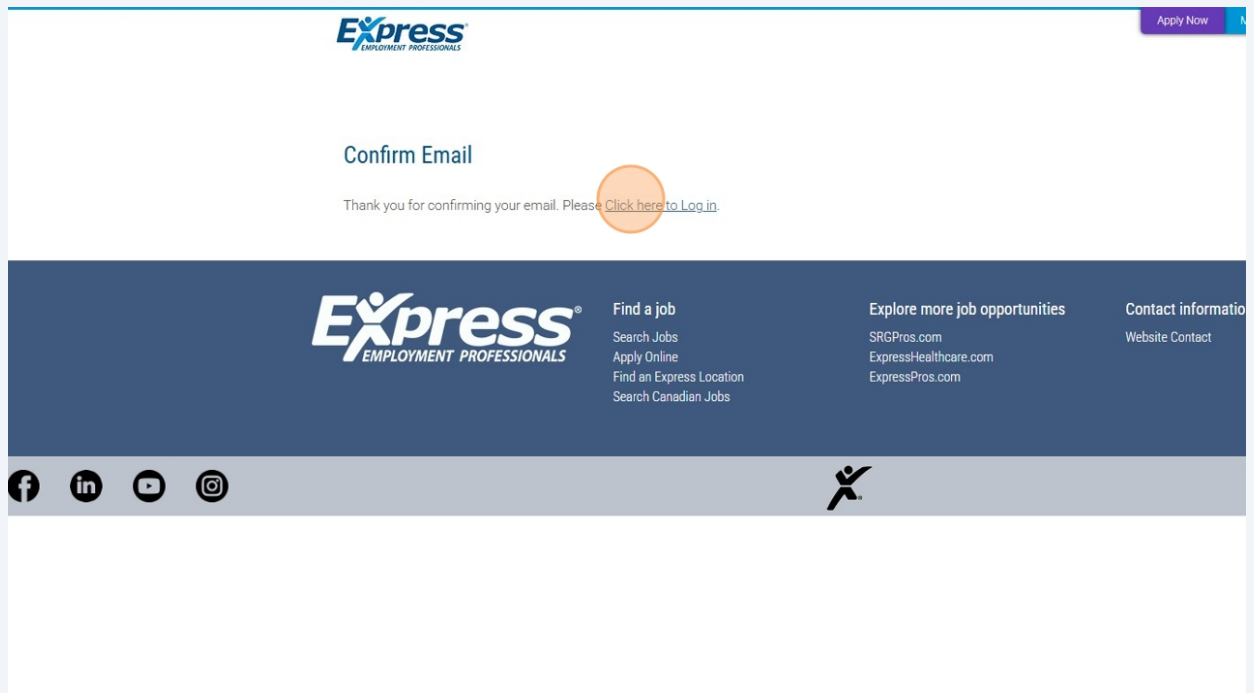 Express
EMPLOYMENT PROFESSIONALS
Apply Now
Confirm Email
Thank you for confirming your email. Please Click here to Log in.
Express®
EMPLOYMENT PROFESSIONALS
Find a job
Search Jobs
Apply Online
Find an Express Location
Search Canadian Jobs
Explore more job opportunities
SRGPros.com
ExpressHealthcare.com
ExpressPros.com
Contact informatio
Website Contact